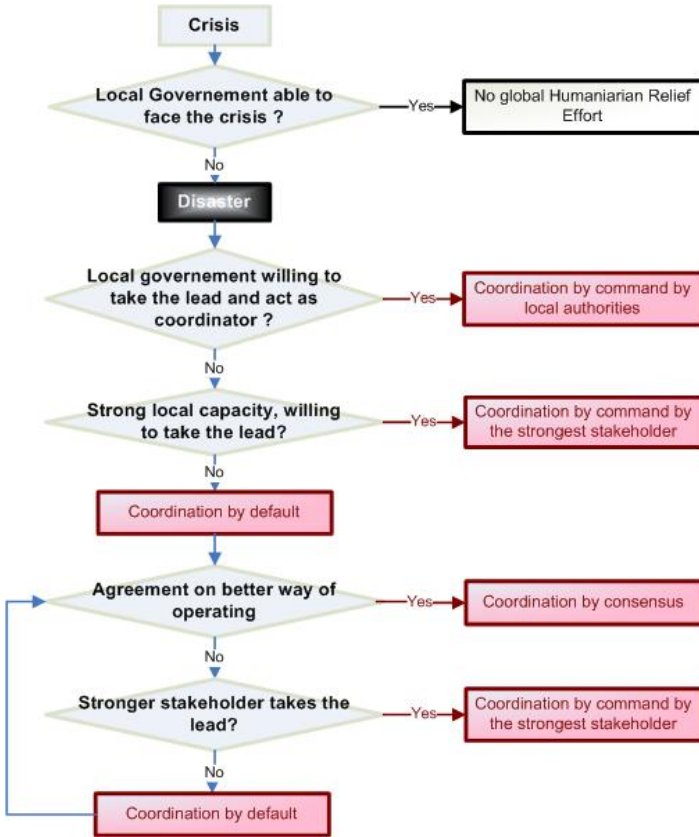 Crisis
Local Governement able to
face the crisis ?
Yes
No global Humaniarian Relief
Effort
No
Disaster
Local governement willing to
take the lead and act as
coordinator ?
Yes
Coordination by command by
local authorities
No
Strong local capacity, willing
to take the lead?
Yes
Coordination by command by
the strongest stakeholder
No
Coordination by default
Agreement on better way of
operating
Yes
Coordination by consensus
No
Stronger stakeholder takes the
lead?
Yes
Coordination by command by
the strongest stakeholder
No
Coordination by default